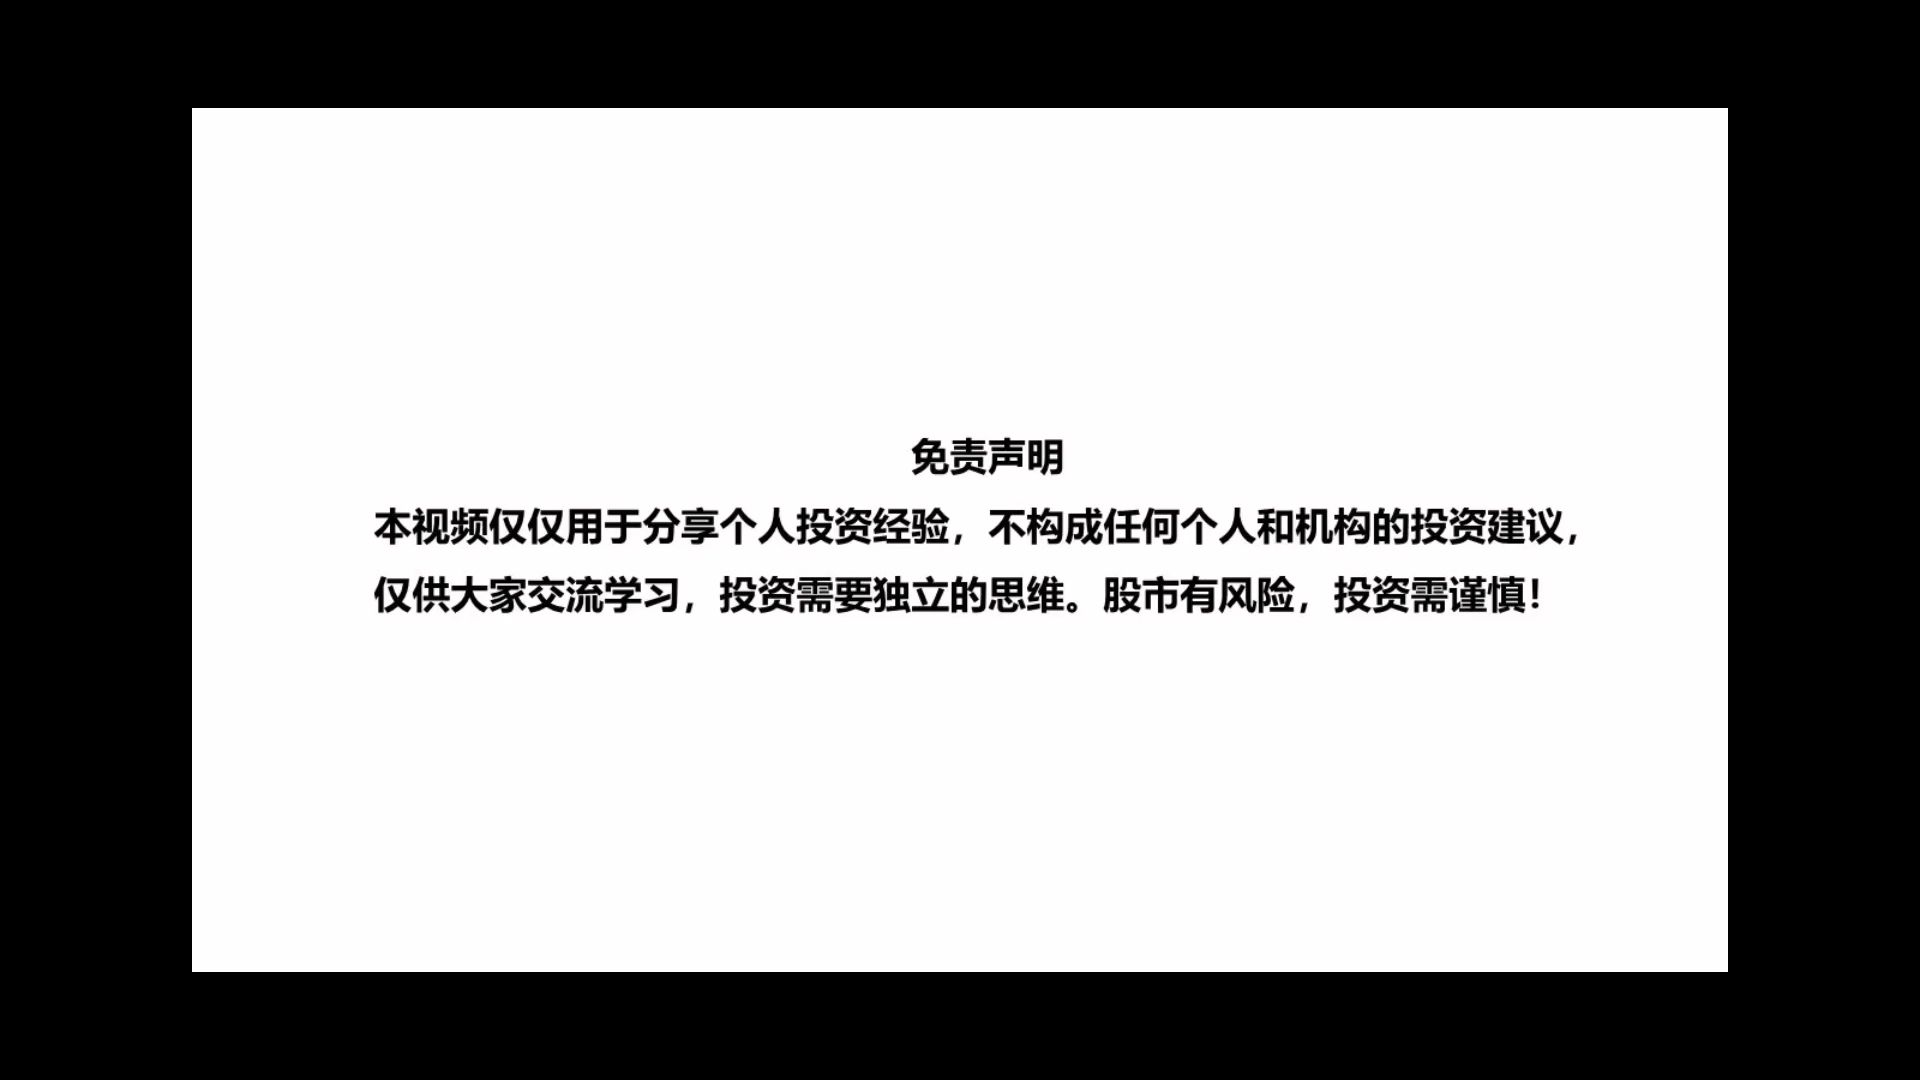 免责声明
本视频仅仅用于分享个人投资经验，不构成任何个人和机构的投资建议，
仅供大家交流学习，投资需要独立的思维。股市有风险，投资需谨慎！